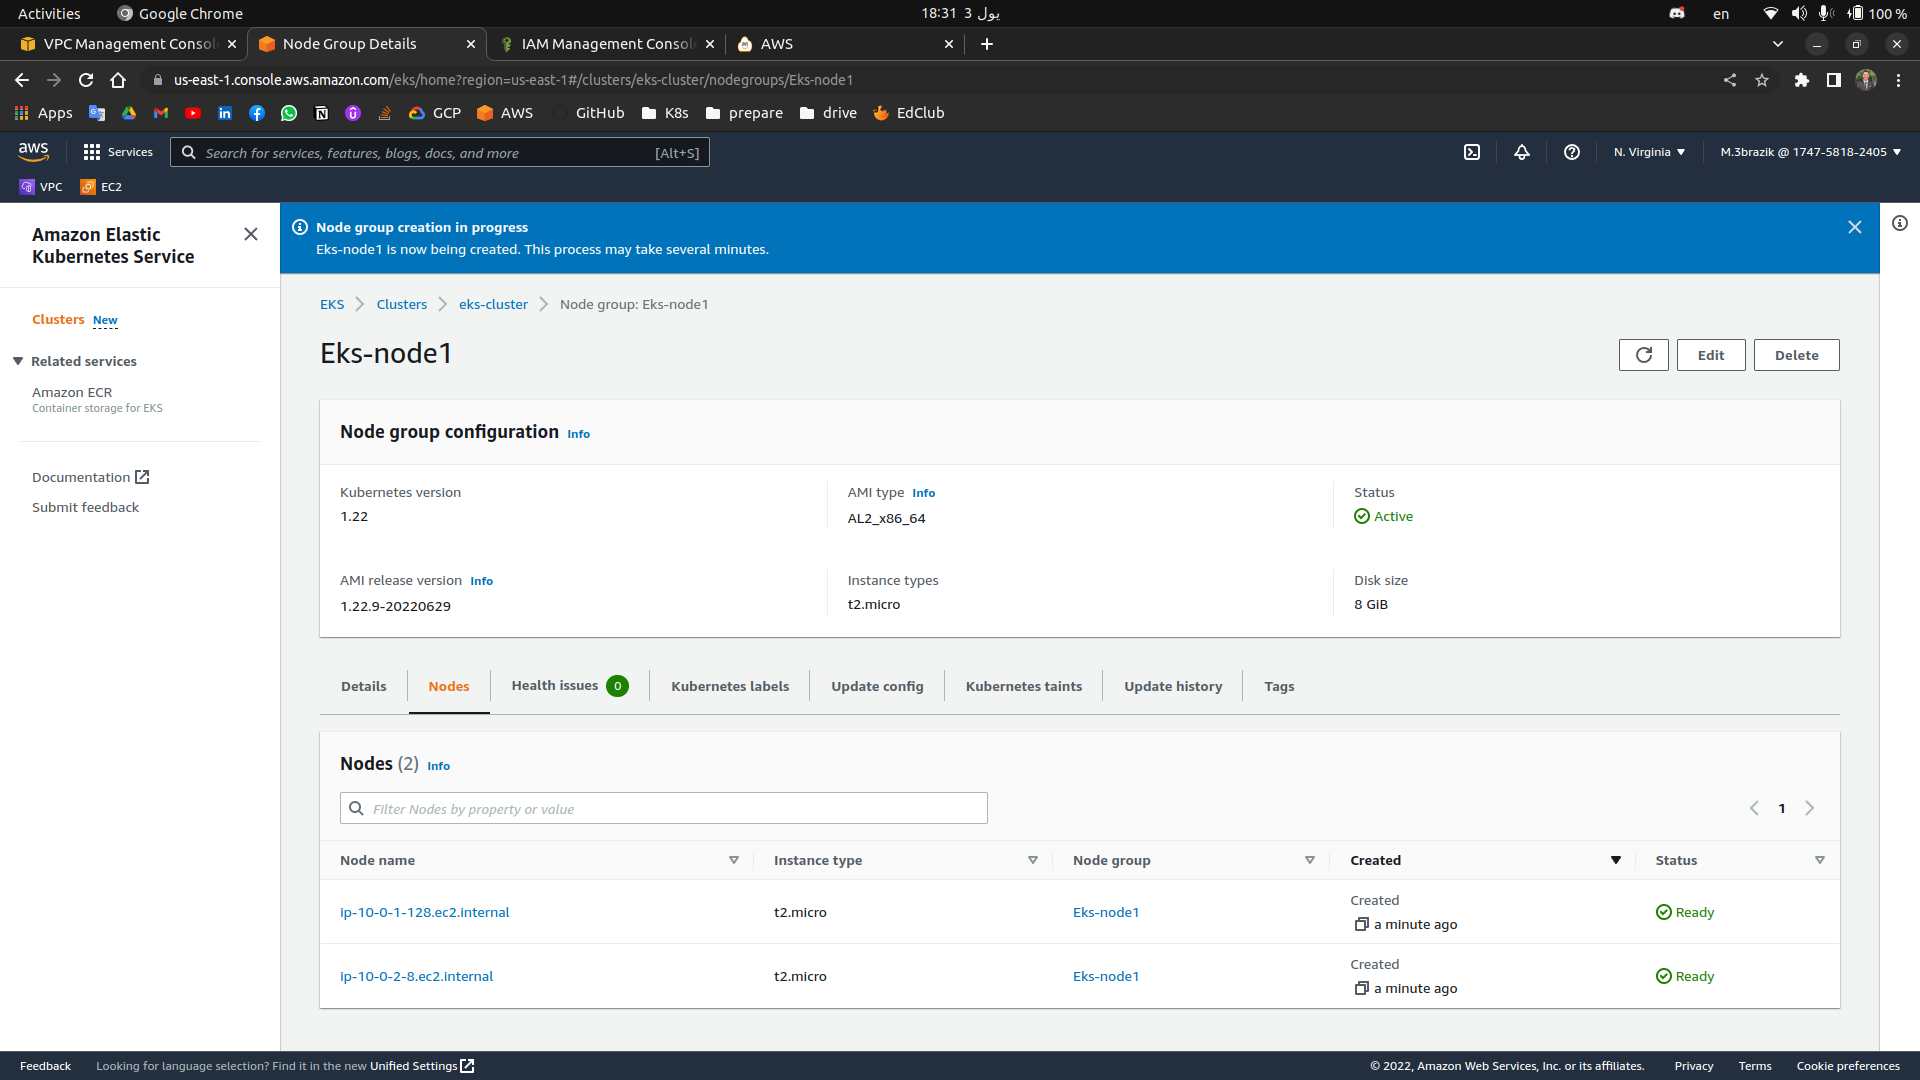 Activities Google Chrome 18:31 3 يول en 100 %
VPC Management Consol Node Group Details IAM Management Consol AWS
us-east-1.console.aws.amazon.com/eks/home?region=us-east-1#/clusters/eks-cluster/nodegroups/Eks-node1
Apps GCP AWS GitHub K8s prepare drive EdClub
aws Services Search for services, features, blogs, docs, and more [Alt+S] N. Virginia M.3brazik @ 1747-5818-2405
VPC EC2
Amazon Elastic
Kubernetes Service
Clusters New
Related services
Amazon ECR
Container storage for EKS
Documentation
Submit feedback
Node group creation in progress
Eks-node1 is now being created. This process may take several minutes.
EKS Clusters eks-cluster Node group: Eks-node1
Eks-node1
Edit Delete
Node group configuration Info
Kubernetes version AMI type Info Status
1.22 AL2_x86_64 Active
AMI release version Info Instance types Disk size
1.22.9-20220629 t2.micro 8 GiB
Details Nodes Health issues 0 Kubernetes labels Update config Kubernetes taints Update history Tags
Nodes (2) Info
Filter Nodes by property or value 1
Node name Instance type Node group Created Status
ip-10-0-1-128.ec2.internal t2.micro Eks-node1 Created a minute ago Ready
ip-10-0-2-8.ec2.internal t2.micro Eks-node1 Created a minute ago Ready
Feedback Looking for language selection? Find it in the new Unified Settings © 2022, Amazon Web Services, Inc. or its affiliates. Privacy Terms Cookie preferences